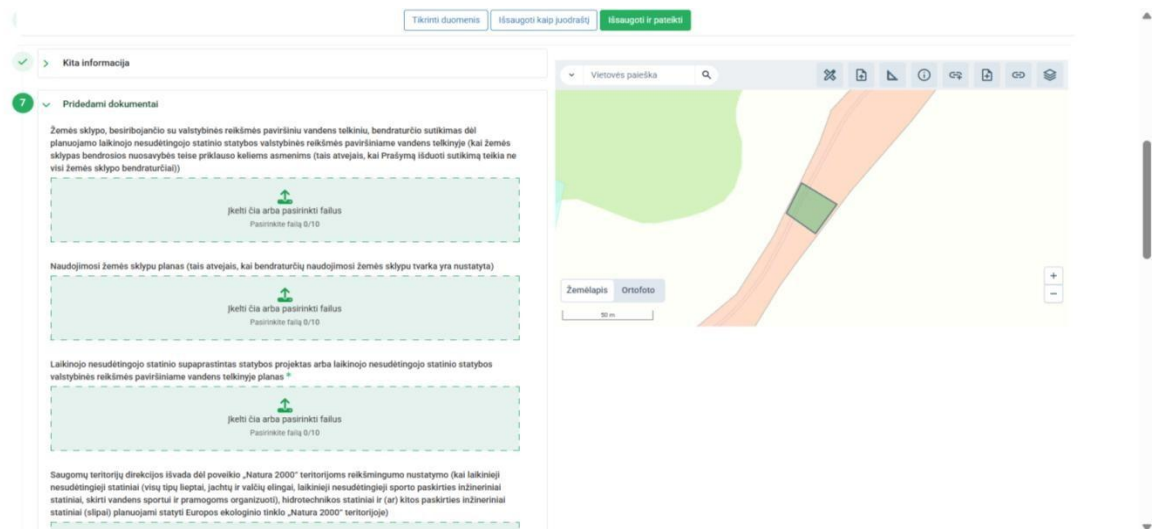 Tikrinti duomenis
Išsaugoti kaip juodraštį
Išsaugoti ir pateikti
Kita informacija
7
Pridedami dokumentai
Žemės sklypo, besiribojančio su valstybinės reikšmės paviršiniu vandens telkiniu, bendraturčio sutikimas dėl
planuojamo laikinojo nesudėtingojo statinio statybos valstybinės reikšmės paviršiniame vandens telkinyje (kai žemės
sklypas bendrosios nuosavybės teise priklauso keliems asmenims (tais atvejais, kai Prašymą išduoti sutikimą teikia ne
visi žemės sklypo bendraturčiai))
Įkelti čia arba pasirinkti failus
Pasirinkite failą 0/10
Naudojimosi žemės sklypu planas (tais atvejais, kai bendraturčių naudojimosi žemės sklypu tvarka yra nustatyta)
Įkelti čia arba pasirinkti failus
Pasirinkite failą 0/10
Laikinojo nesudėtingojo statinio supaprastintas statybos projektas arba laikinojo nesudėtingojo statinio statybos
valstybinės reikšmės paviršiniame vandens telkinyje planas *
Įkelti čia arba pasirinkti failus
Pasirinkite failą 0/10
Saugomų teritorijų direkcijos išvada dėl poveikio „Natura 2000“ teritorijoms reikšmingumo nustatymo (kai laikinieji
nesudėtingieji statiniai (visų tipų lieptai, jachtų ir valčių elingai, laikinieji nesudėtingieji sporto paskirties inžineriniai
statiniai, skirti vandens sportui ir pramogoms organizuoti), hidrotechnikos statiniai ir (ar) kitos paskirties inžineriniai
statiniai (slipai) planuojami statyti Europos ekologinio tinklo „Natura 2000“ teritorijoje)
Vietovės paieška
Žemėlapis
Ortofoto
50 m
+
−